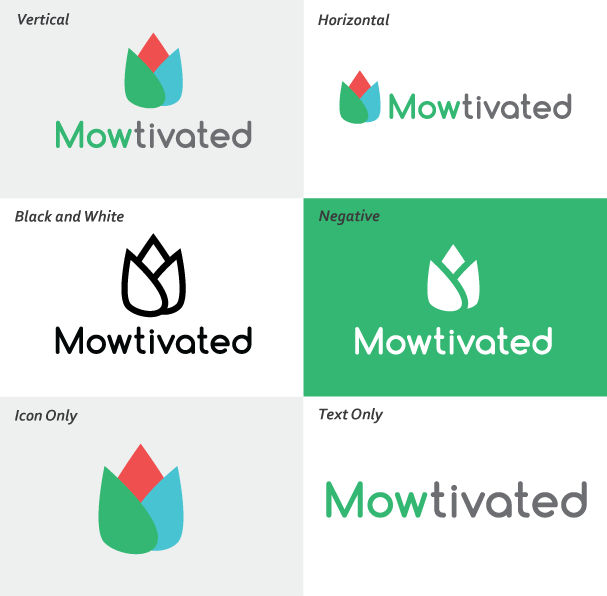 Vertical
Mowtivated
Horizontal
Mowtivated
Black and White
Mowtivated
Negative
Mowtivated
Icon Only
Text Only
Mowtivated